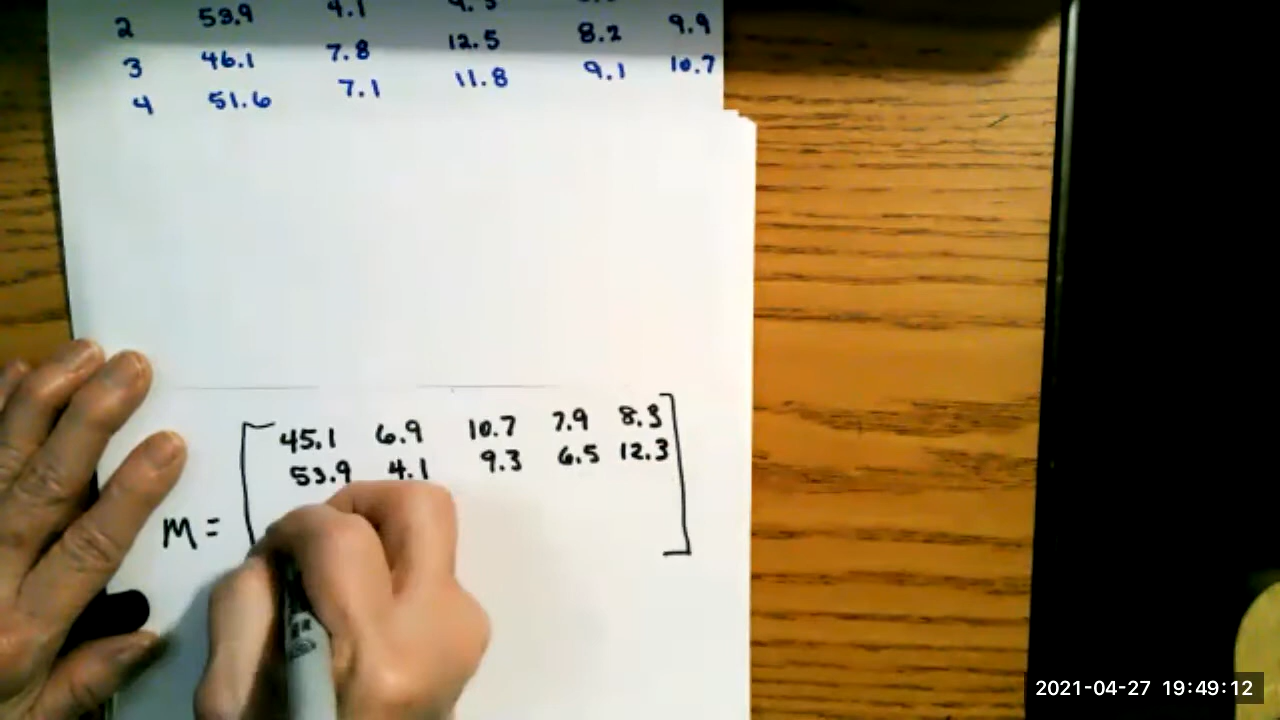 2 53.9 4.1 9.3
3 46.1 7.8 12.5 8.2 9.9
4 51.6 7.1 11.8 9.1 10.7
45.1 6.9 10.7 7.9 8.3
53.9 4.1 9.3 6.5 12.3
M =
2021-04-27 19:49:12